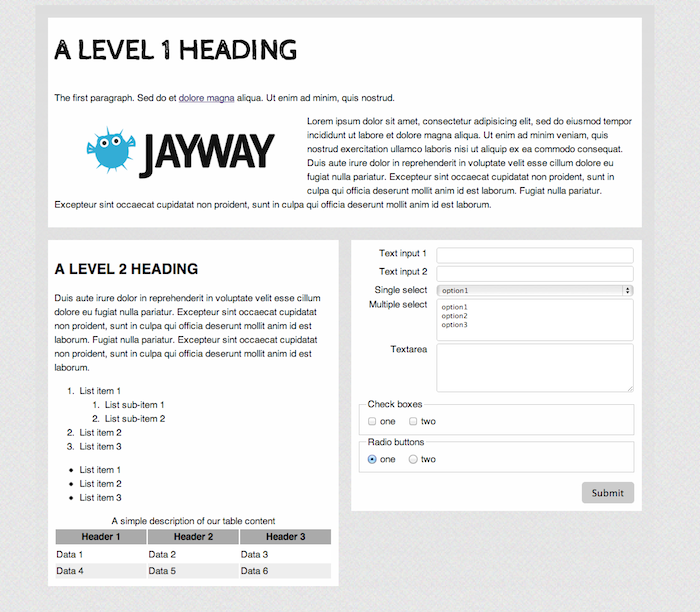 A LEVEL 1 HEADING
The first paragraph. Sed do et dolore magna aliqua. Ut enim ad minim, quis nostrud.
JAYWAY
Lorem ipsum dolor sit amet, consectetur adipisicing elit, sed do eiusmod tempor
incididunt ut labore et dolore magna aliqua. Ut enim ad minim veniam, quis
nostrud exercitation ullamco laboris nisi ut aliquip ex ea commodo consequat.
Duis aute irure dolor in reprehenderit in voluptate velit esse cillum dolore eu
fugiat nulla pariatur. Excepteur sint occaecat cupidatat non proident, sunt in
culpa qui officia deserunt mollit anim id est laborum. Fugiat nulla pariatur.
Excepteur sint occaecat cupidatat non proident, sunt in culpa qui officia deserunt mollit anim id est laborum.
A LEVEL 2 HEADING
Duis aute irure dolor in reprehenderit in voluptate velit esse cillum
dolore eu fugiat nulla pariatur. Excepteur sint occaecat cupidatat
non proident, sunt in culpa qui officia deserunt mollit anim id est
laborum. Fugiat nulla pariatur. Excepteur sint occaecat cupidatat
non proident, sunt in culpa qui officia deserunt mollit anim id est
laborum.
1. List item 1
1. List sub-item 1
2. List sub-item 2
2. List item 2
3. List item 3
• List item 1
• List item 2
• List item 3
A simple description of our table content
Header 1 Header 2 Header 3
Data 1 Data 2 Data 3
Data 4 Data 5 Data 6
Text input 1
Text input 2
Single select option1
Multiple select option1
option2
option3
Textarea
Check boxes
one two
Radio buttons
one two
Submit